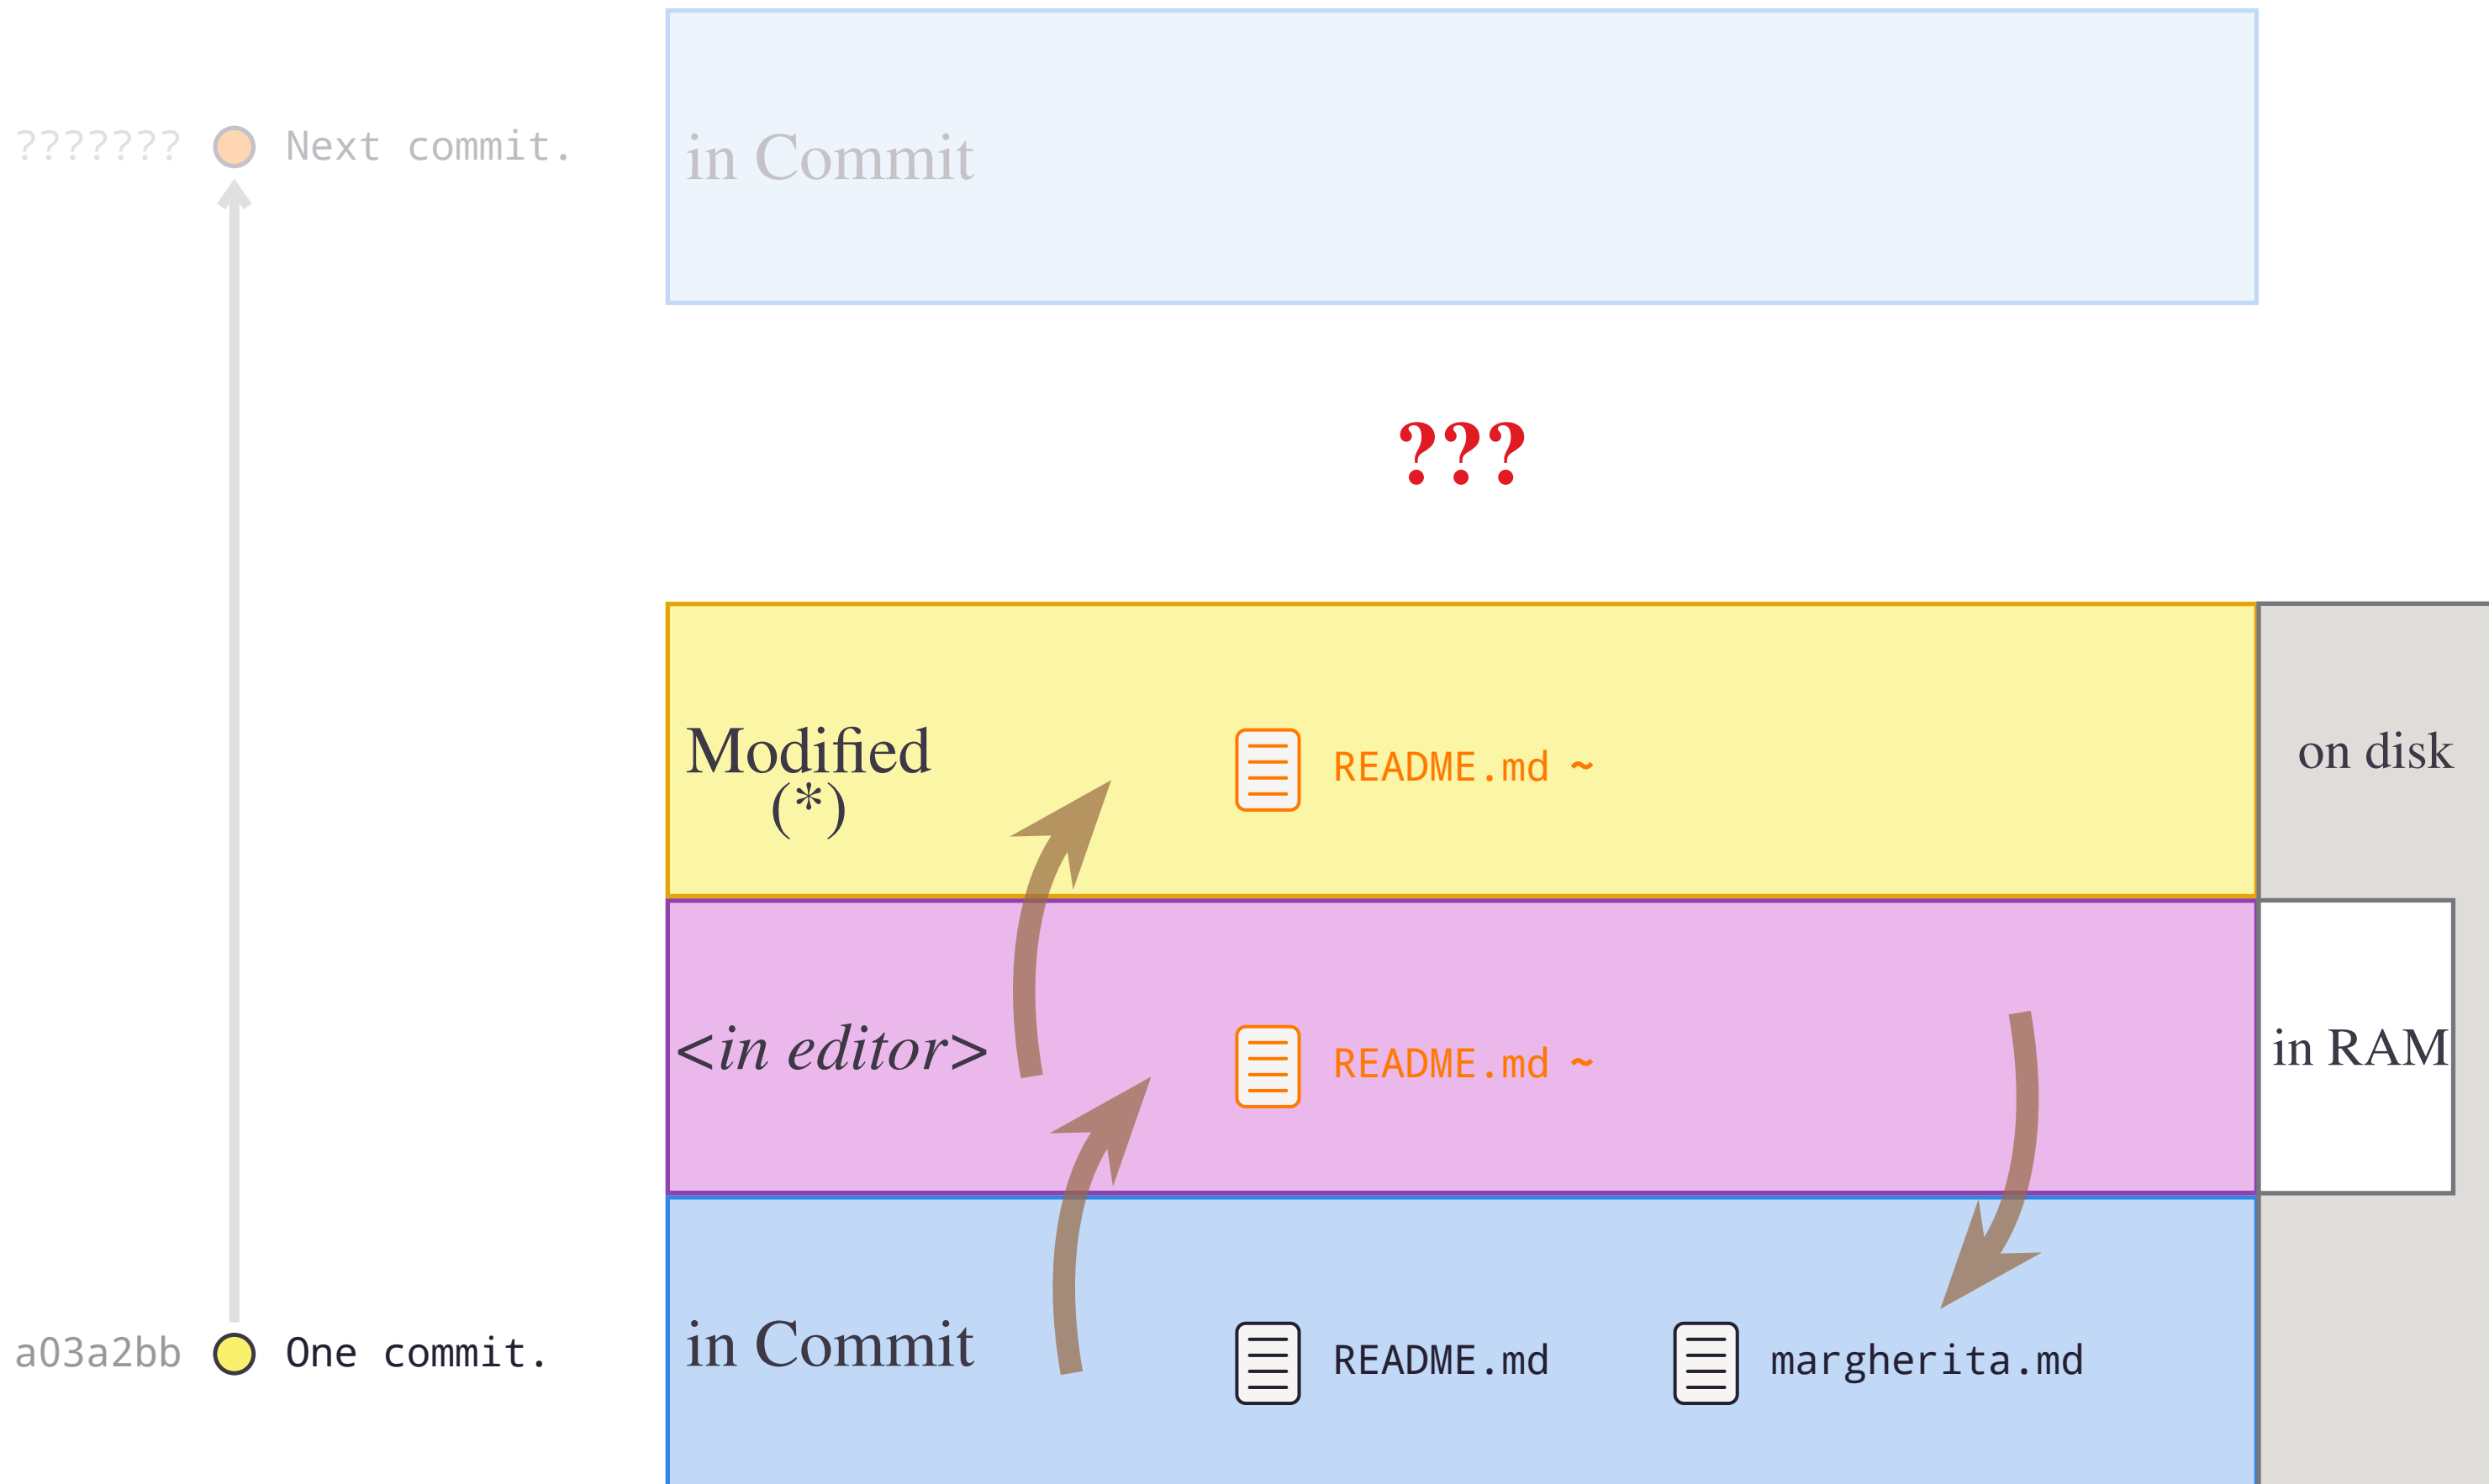 ??????? Next commit.
in Commit
???
Modified
(*)
README.md ~
on disk
<in editor>
README.md ~
in RAM
a03a2bb One commit.
in Commit
README.md
margherita.md